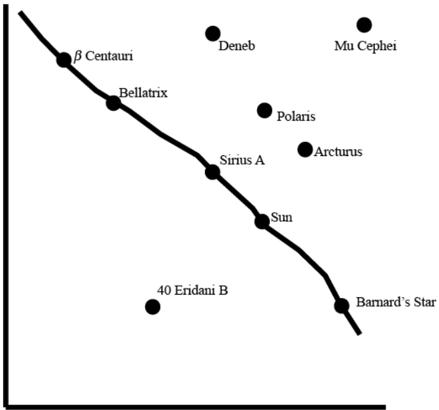 Deneb
Mu Cephei
β Centauri
Bellatrix
Polaris
Arcturus
Sirius A
Sun
40 Eridani B
Barnard's Star